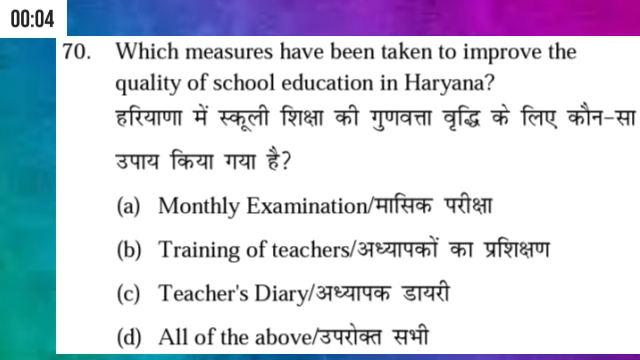 00:04
70. Which measures have been taken to improve the
quality of school education in Haryana?
हरियाणा में स्कूली शिक्षा की गुणवत्ता वृद्धि के लिए कौन-सा
उपाय किया गया है?
(a) Monthly Examination/मासिक परीक्षा
(b) Training of teachers/अध्यापकों का प्रशिक्षण
(c) Teacher's Diary/अध्यापक डायरी
(d) All of the above/उपरोक्त सभी